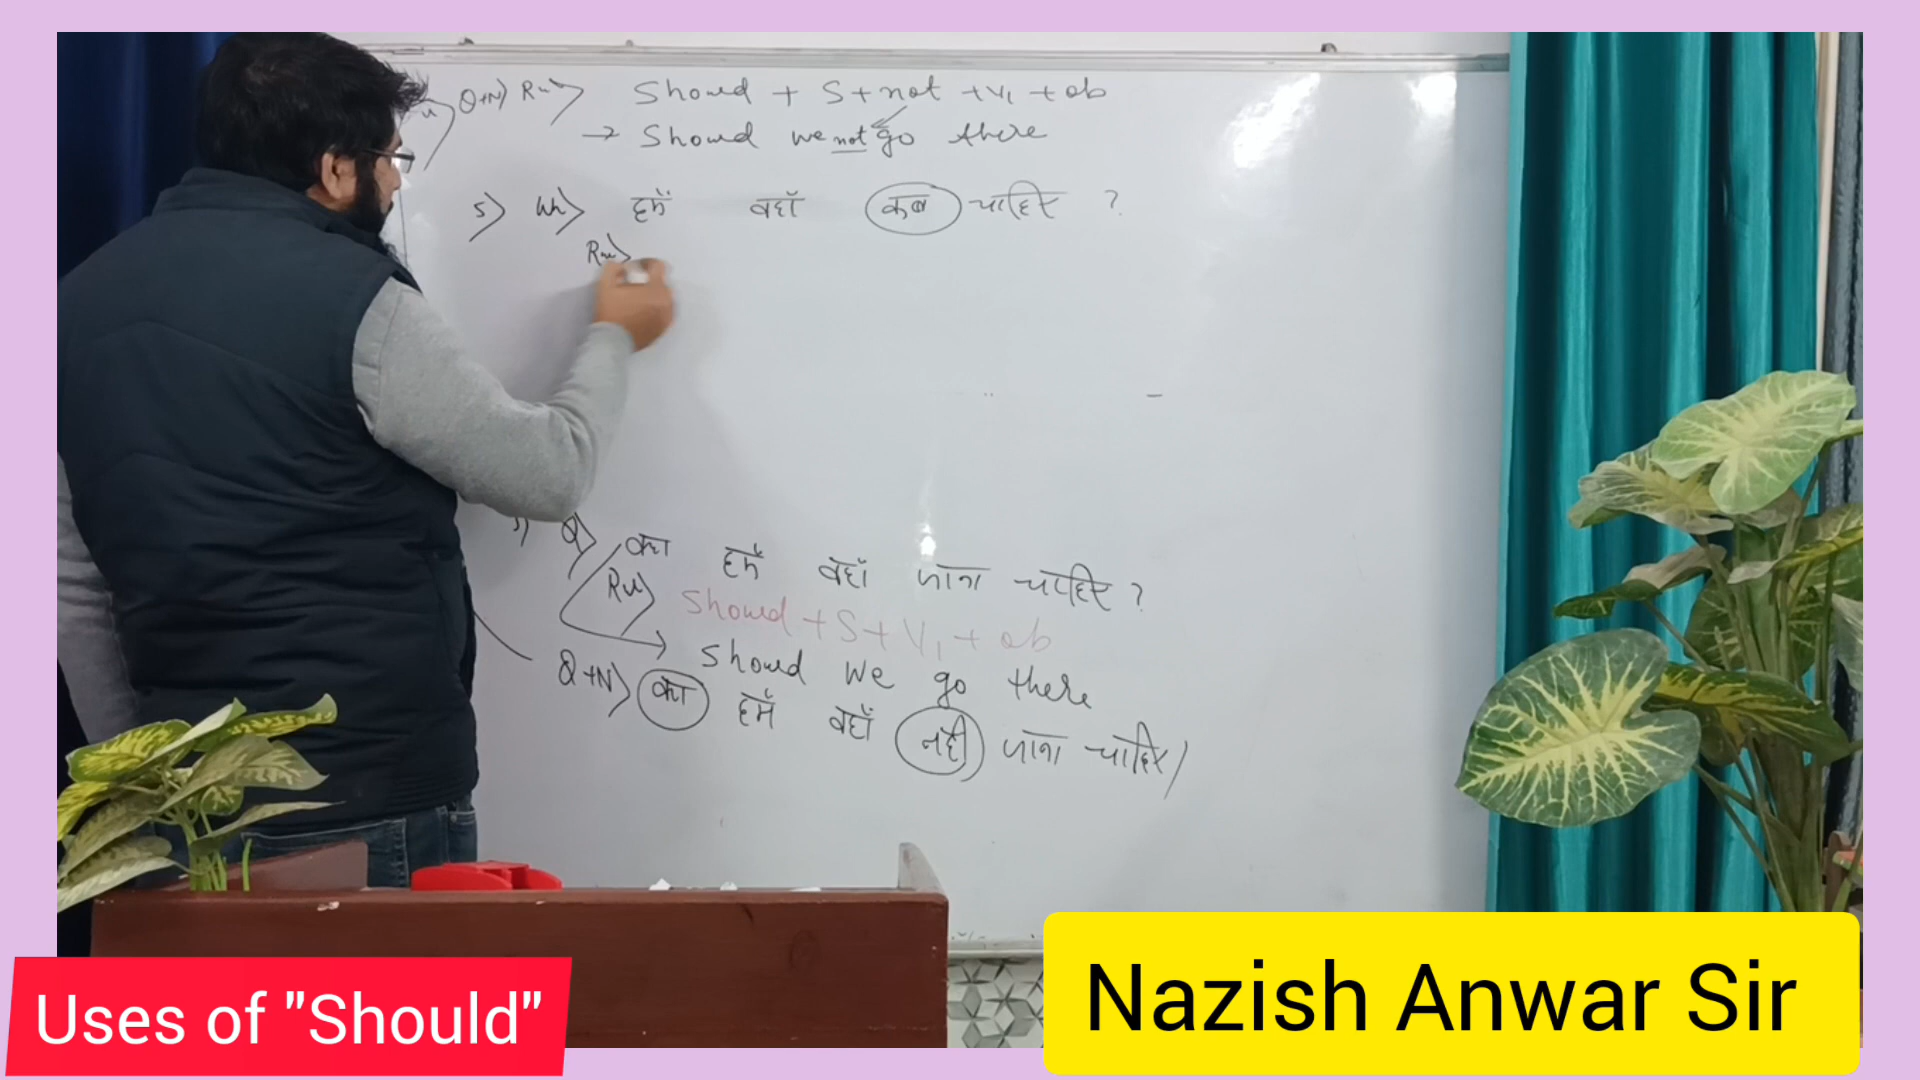 Q+N) Ru) Should + S + not + V1 + ob
→ Should we not go there
5) Wh) हमें वहाँ कब चाहिए ?
Ru)
Q) क्या हमें वहाँ जाना चाहिए ?
Ru) Should + S + V1 + ob
Should we go there
Q+N) क्या हमें वहाँ नहीं जाना चाहिए
Uses of "Should"
Nazish Anwar Sir